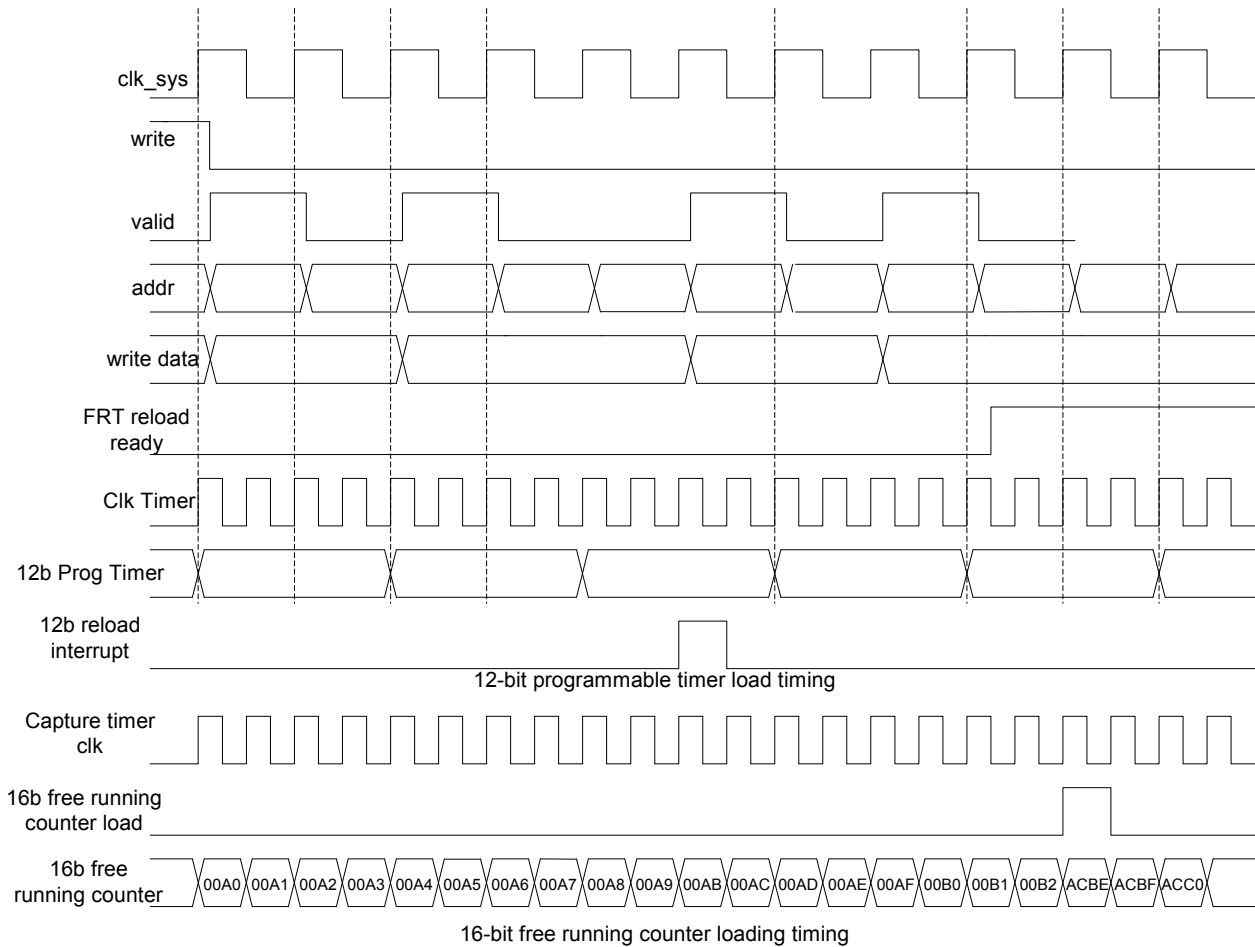 clk_sys
write
valid
addr
write data
FRT reload
ready
Clk Timer
12b Prog Timer
12b reload
interrupt
12-bit programmable timer load timing
Capture timer
clk
16b free running
counter load
16b free
running counter
00A0 00A1 00A2 00A3 00A4 00A5 00A6 00A7 00A8 00A9 00AB 00AC 00AD 00AE 00AF 00B0 00B1 00B2 ACBE ACBF ACC0
16-bit free running counter loading timing